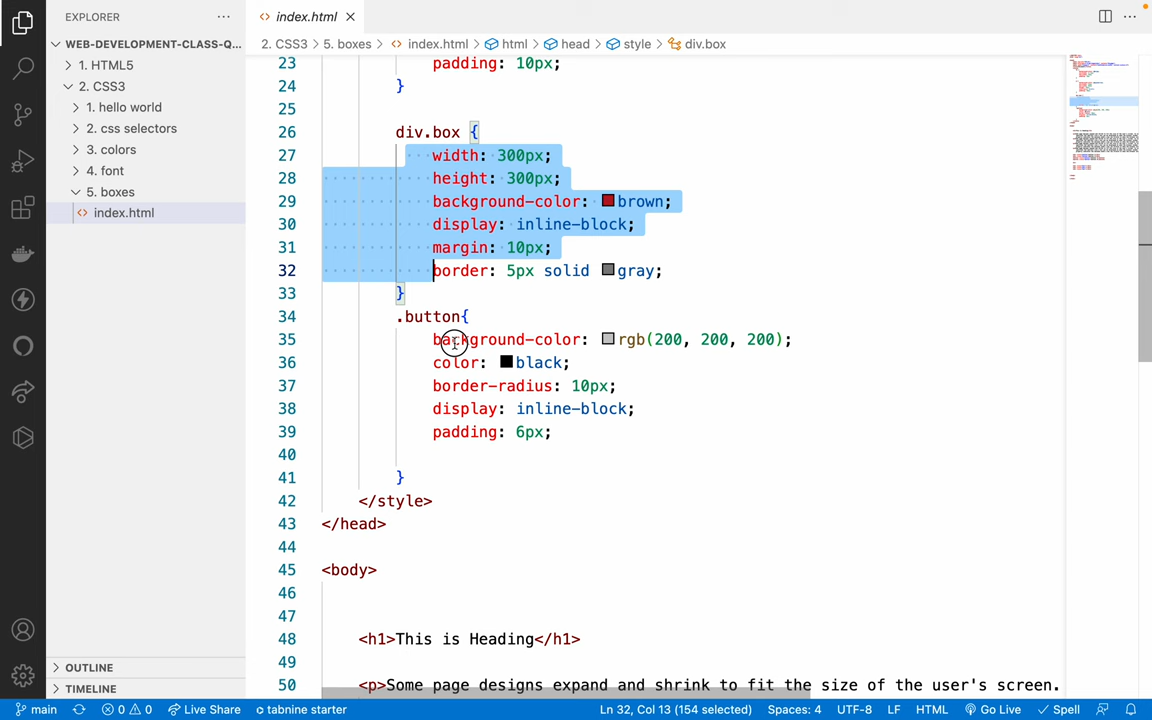 EXPLORER
WEB-DEVELOPMENT-CLASS-Q...
1. HTML5
2. CSS3
1. hello world
2. css selectors
3. colors
4. font
5. boxes
index.html
index.html
2. CSS3 > 5. boxes > index.html > html > head > style > div.box
23 padding: 10px;
24 }
25
26 div.box {
27 width: 300px;
28 height: 300px;
29 background-color: brown;
30 display: inline-block;
31 margin: 10px;
32 border: 5px solid gray;
33 }
34 .button{
35 background-color: rgb(200, 200, 200);
36 color: black;
37 border-radius: 10px;
38 display: inline-block;
39 padding: 6px;
40
41 }
42 </style>
43 </head>
44
45 <body>
46
47
48 <h1>This is Heading</h1>
49
50 <p>Some page designs expand and shrink to fit the size of the user's screen.
OUTLINE
TIMELINE
main 0 0 Live Share tabnine starter Ln 32, Col 13 (154 selected) Spaces: 4 UTF-8 LF HTML Go Live Spell